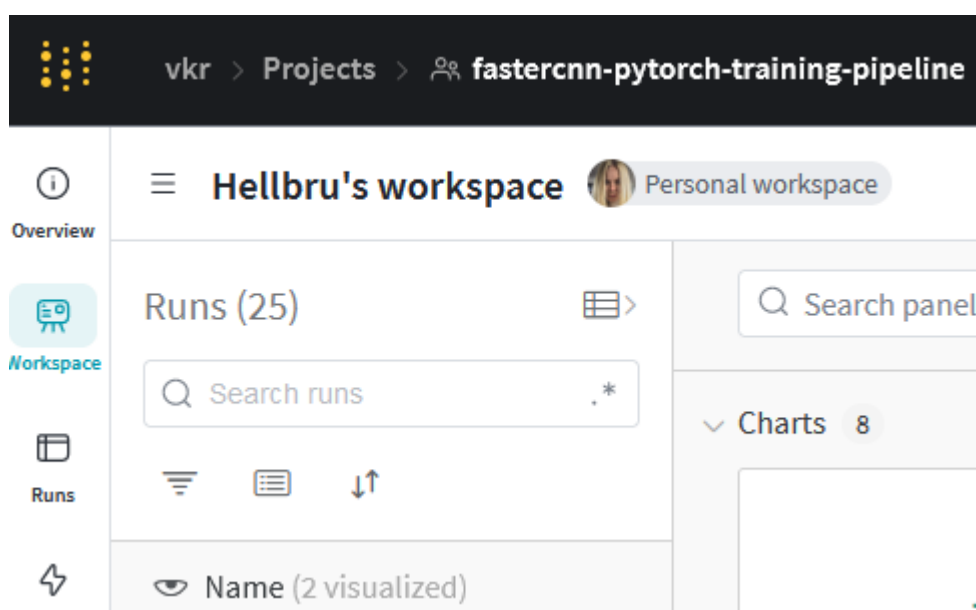 vkr > Projects > fastercnn-pytorch-training-pipeline
Overview
Hellbru's workspace Personal workspace
Workspace
Runs (25)
Search panel
Search runs .*
Charts 8
Runs
Name (2 visualized)